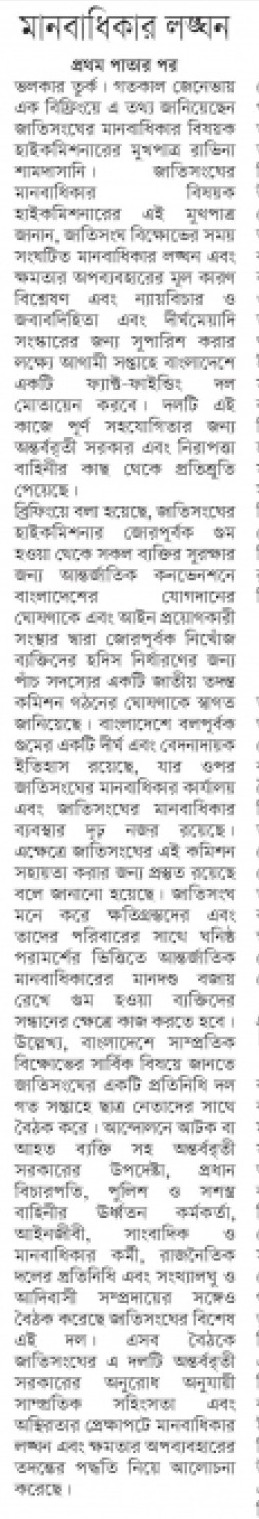 মানবাধিকার লঙ্ঘন
প্রথম পাতার পর
ভলকার তুর্ক। গতকাল জেনেভায়
এক বিফ্রিংয়ে এ তথ্য জানিয়েছেন
জাতিসংঘের মানবাধিকার বিষয়ক
হাইকমিশনারের মুখপাত্র রাভিনা
শামদাসানি। জাতিসংঘের
মানবাধিকার বিষয়ক
হাইকমিশনারের এই মুখপাত্র
জানান, জাতিসংঘ বিক্ষোভের সময়
সংঘটিত মানবাধিকার লঙ্ঘন এবং
ক্ষমতার অপব্যবহারের মূল কারণ
বিশ্লেষণ এবং ন্যায়বিচার ও
জবাবদিহিতা এবং দীর্ঘমেয়াদি
সংস্কারের জন্য সুপারিশ করার
লক্ষ্যে আগামী সপ্তাহে বাংলাদেশে
একটি ফ্যাক্ট-ফাইন্ডিং দল
মোতায়েন করবে। দলটি এই
কাজে পূর্ণ সহযোগিতার জন্য
অন্তর্বর্তী সরকার এবং নিরাপত্তা
বাহিনীর কাছ থেকে প্রতিশ্রুতি
পেয়েছে।
ব্রিফিংয়ে বলা হয়েছে, জাতিসংঘের
হাইকমিশনার জোরপূর্বক গুম
হওয়া থেকে সকল ব্যক্তির সুরক্ষার
জন্য আন্তর্জাতিক কনভেনশনে
বাংলাদেশের যোগদানের
ঘোষণাকে এবং আইন প্রয়োগকারী
সংস্থার দ্বারা জোরপূর্বক নিখোঁজ
ব্যক্তিদের হদিস নির্ধারণের জন্য
পাঁচ সদস্যের একটি জাতীয় তদন্ত
কমিশন গঠনের ঘোষণাকে স্বাগত
জানিয়েছে। বাংলাদেশে বলপূর্বক
গুমের একটি দীর্ঘ এবং বেদনাদায়ক
ইতিহাস রয়েছে, যার ওপর
জাতিসংঘের মানবাধিকার কার্যালয়
এবং জাতিসংঘের মানবাধিকার
ব্যবস্থার দৃঢ় নজর রয়েছে।
এক্ষেত্রে জাতিসংঘের এই কমিশন
সহায়তা করার জন্য প্রস্তুত রয়েছে
বলে জানানো হয়েছে। জাতিসংঘ
মনে করে ক্ষতিগ্রস্তদের এবং
তাদের পরিবারের সাথে ঘনিষ্ঠ
পরামর্শের ভিত্তিতে আন্তর্জাতিক
মানবাধিকারের মানদণ্ড বজায়
রেখে গুম হওয়া ব্যক্তিদের
সন্ধানের ক্ষেত্রে কাজ করতে হবে।
উল্লেখ্য, বাংলাদেশে সাম্প্রতিক
বিক্ষোভের সার্বিক বিষয়ে জানতে
জাতিসংঘের একটি প্রতিনিধি দল
গত সপ্তাহে ছাত্র নেতাদের সাথে
বৈঠক করে। আন্দোলনে আটক বা
আহত ব্যক্তি সহ অন্তর্বর্তী
সরকারের উপদেষ্টা, প্রধান
বিচারপতি, পুলিশ ও সশস্ত্র
বাহিনীর ঊর্ধ্বতন কর্মকর্তা,
আইনজীবী, সাংবাদিক ও
মানবাধিকার কর্মী, রাজনৈতিক
দলের প্রতিনিধি এবং সংখ্যালঘু ও
আদিবাসী সম্প্রদায়ের সঙ্গেও
বৈঠক করেছে জাতিসংঘের বিশেষ
এই দল। এসব বৈঠকে
জাতিসংঘের এ দলটি অন্তর্বর্তী
সরকারের অনুরোধ অনুযায়ী
সাম্প্রতিক সহিংসতা এবং
অস্থিরতার প্রেক্ষাপটে মানবাধিকার
লঙ্ঘন এবং ক্ষমতার অপব্যবহারের
তদন্তের পদ্ধতি নিয়ে আলোচনা
করেছে।